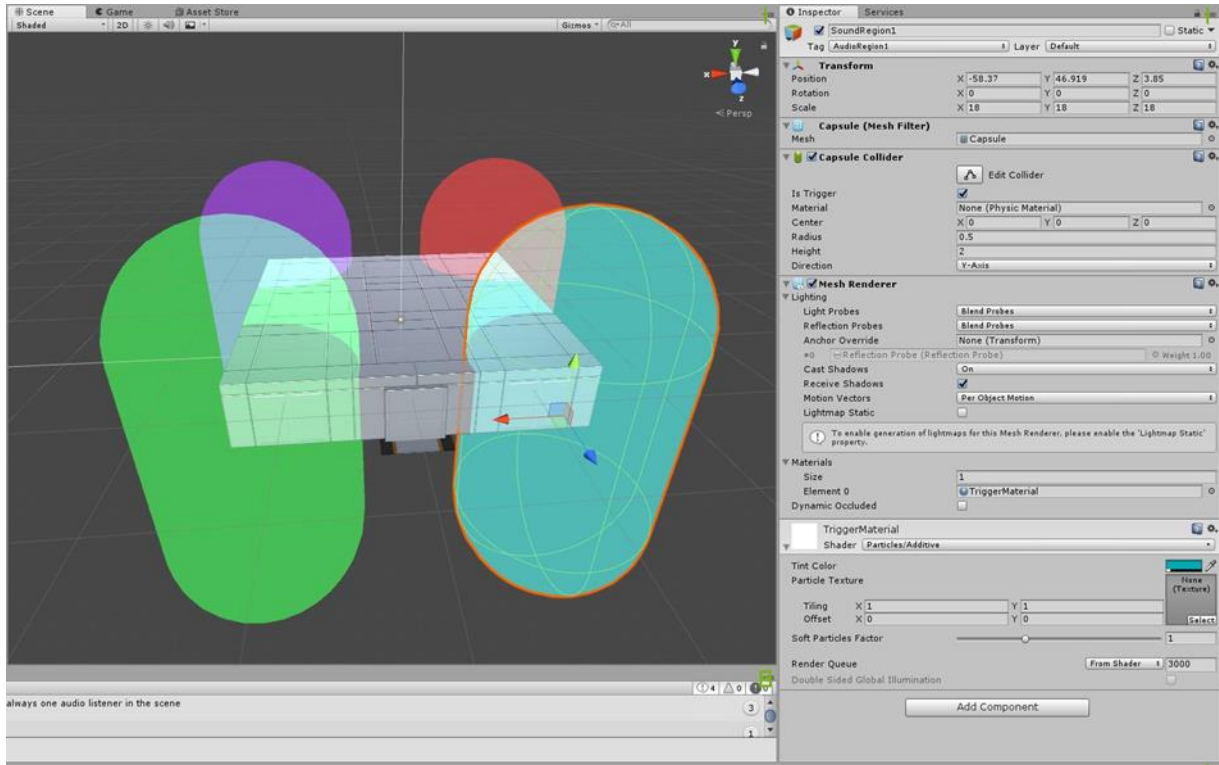 Scene Game Asset Store
Shaded 2D Gizmos All
y
x
z
Persp
4 0 0
always one audio listener in the scene
3
1
Inspector Services
SoundRegion1 Static
Tag AudioRegion1 Layer Default
Transform
Position X -58.37 Y 46.919 Z 3.85
Rotation X 0 Y 0 Z 0
Scale X 18 Y 18 Z 18
Capsule (Mesh Filter)
Mesh Capsule
Capsule Collider
Edit Collider
Is Trigger
Material None (Physic Material)
Center X 0 Y 0 Z 0
Radius 0.5
Height 2
Direction Y-Axis
Mesh Renderer
Lighting
Light Probes Blend Probes
Reflection Probes Blend Probes
Anchor Override None (Transform)
#0 Reflection Probe (Reflection Probe) Weight 1.00
Cast Shadows On
Receive Shadows
Motion Vectors Per Object Motion
Lightmap Static
To enable generation of lightmaps for this Mesh Renderer, please enable the 'Lightmap Static'
property.
Materials
Size 1
Element 0 TriggerMaterial
Dynamic Occluded
TriggerMaterial
Shader Particles/Additive
Tint Color
Particle Texture None
(Texture)
Tiling X 1 Y 1
Offset X 0 Y 0 Select
Soft Particles Factor 1
Render Queue From Shader 3000
Double Sided Global Illumination
Add Component